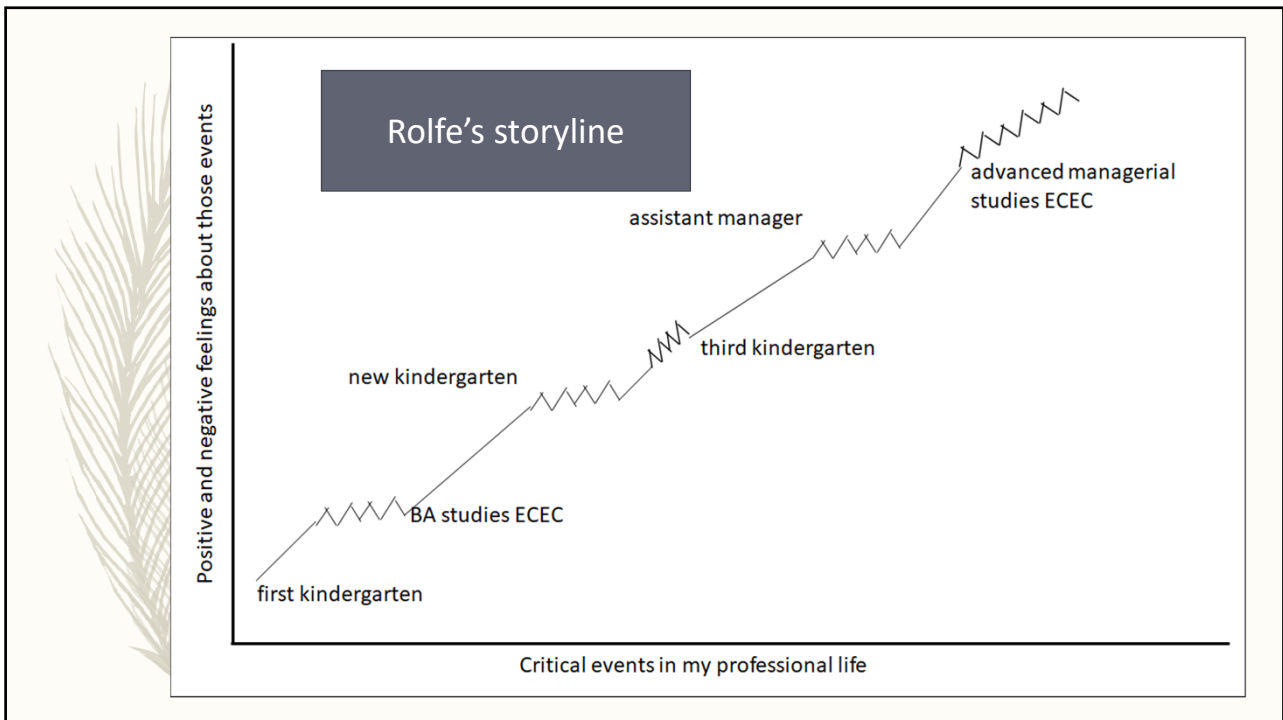 Rolfe’s storyline
Positive and negative feelings about those events
advanced managerial
studies ECEC
assistant manager
third kindergarten
new kindergarten
BA studies ECEC
first kindergarten
Critical events in my professional life